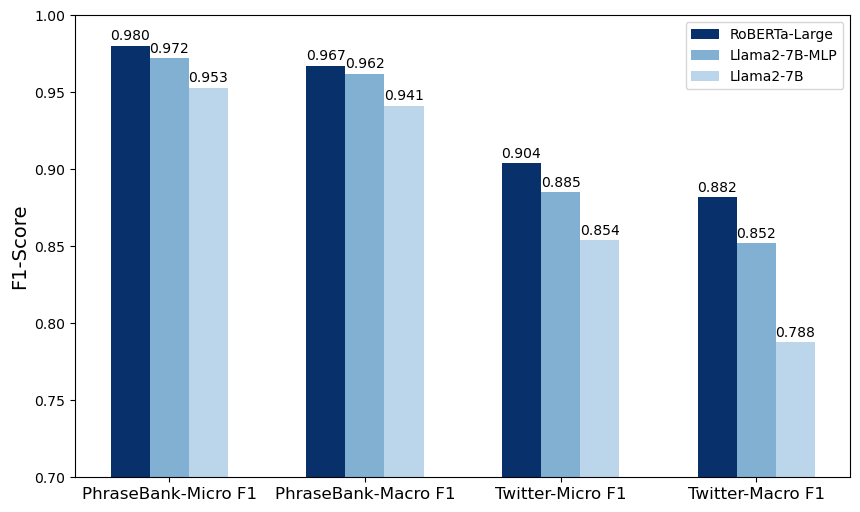 1.00
0.95
0.90
0.85
0.80
0.75
0.70
F1-Score
0.980
0.972
0.953
0.967
0.962
0.941
0.904
0.885
0.854
0.882
0.852
0.788
RoBERTa-Large
Llama2-7B-MLP
Llama2-7B
PhraseBank-Micro F1
PhraseBank-Macro F1
Twitter-Micro F1
Twitter-Macro F1